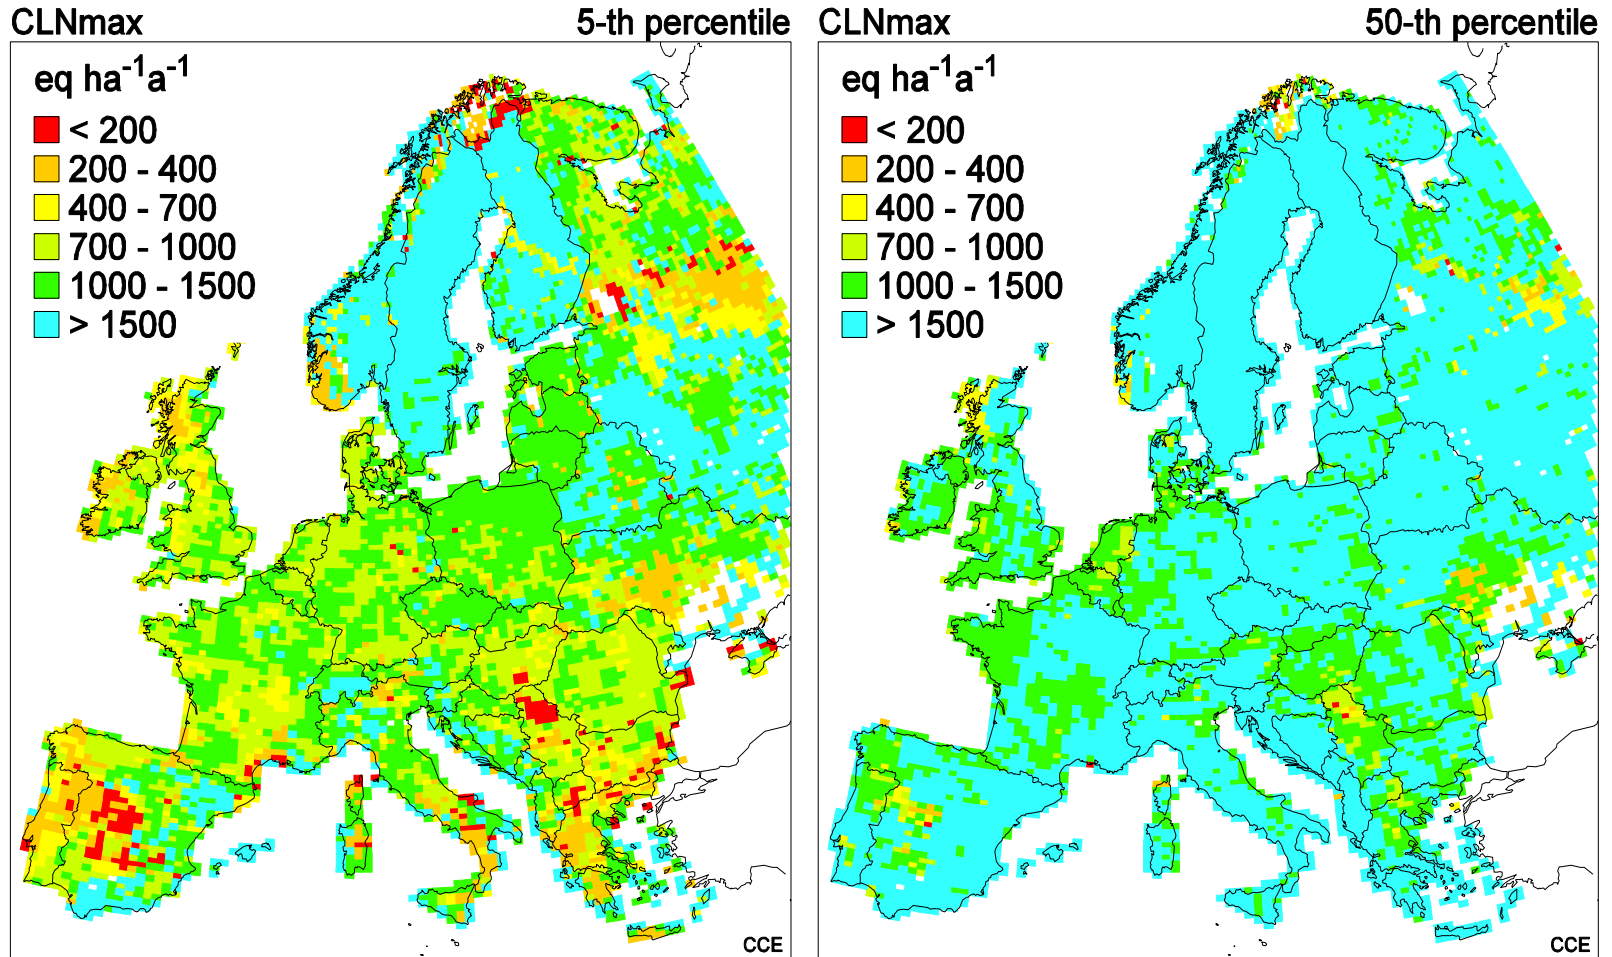 CLNmax 5-th percentile
eq ha⁻¹a⁻¹
< 200
200 - 400
400 - 700
700 - 1000
1000 - 1500
> 1500
CCE
CLNmax 50-th percentile
eq ha⁻¹a⁻¹
< 200
200 - 400
400 - 700
700 - 1000
1000 - 1500
> 1500
CCE